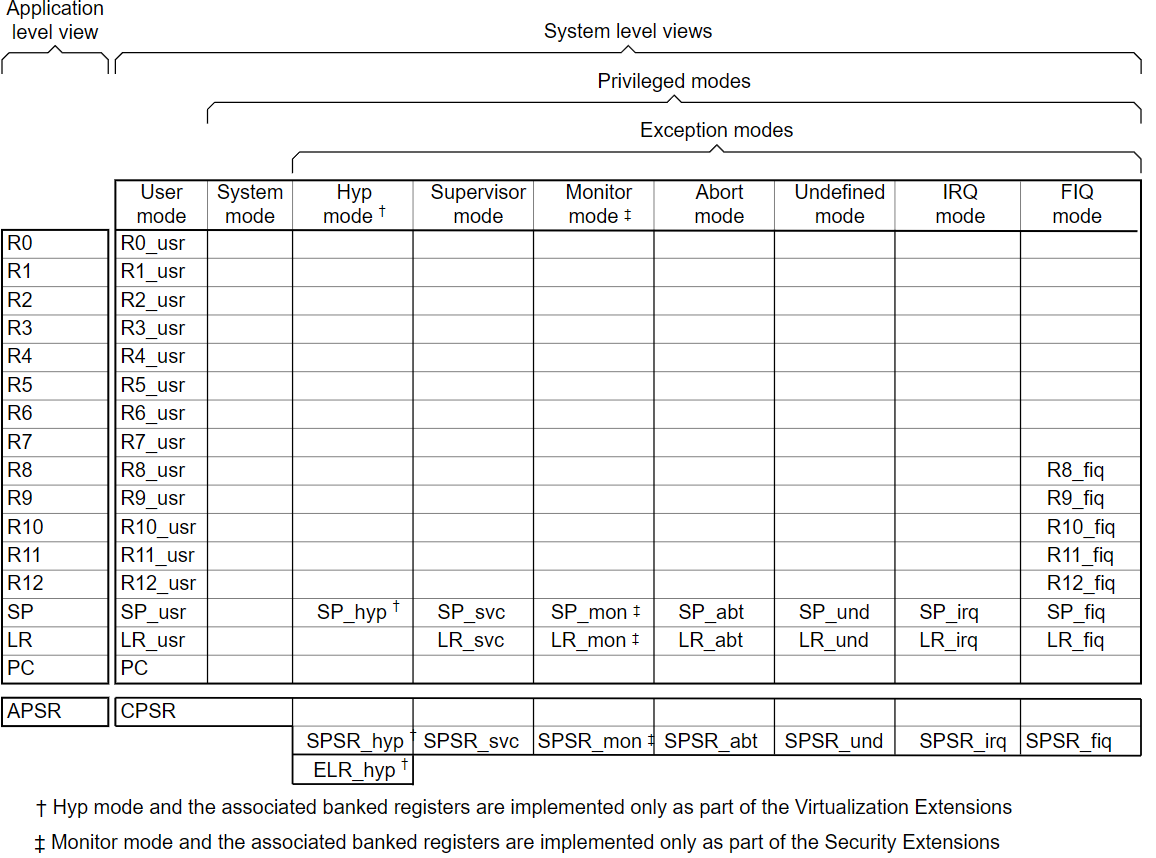 Application
level view
System level views
Privileged modes
Exception modes
User mode System mode Hyp mode † Supervisor mode Monitor mode ‡ Abort mode Undefined mode IRQ mode FIQ mode
R0 R0_usr
R1 R1_usr
R2 R2_usr
R3 R3_usr
R4 R4_usr
R5 R5_usr
R6 R6_usr
R7 R7_usr
R8 R8_usr R8_fiq
R9 R9_usr R9_fiq
R10 R10_usr R10_fiq
R11 R11_usr R11_fiq
R12 R12_usr R12_fiq
SP SP_usr SP_hyp † SP_svc SP_mon ‡ SP_abt SP_und SP_irq SP_fiq
LR LR_usr LR_svc LR_mon ‡ LR_abt LR_und LR_irq LR_fiq
PC PC
APSR CPSR
SPSR_hyp † SPSR_svc SPSR_mon ‡ SPSR_abt SPSR_und SPSR_irq SPSR_fiq
ELR_hyp †
† Hyp mode and the associated banked registers are implemented only as part of the Virtualization Extensions
‡ Monitor mode and the associated banked registers are implemented only as part of the Security Extensions